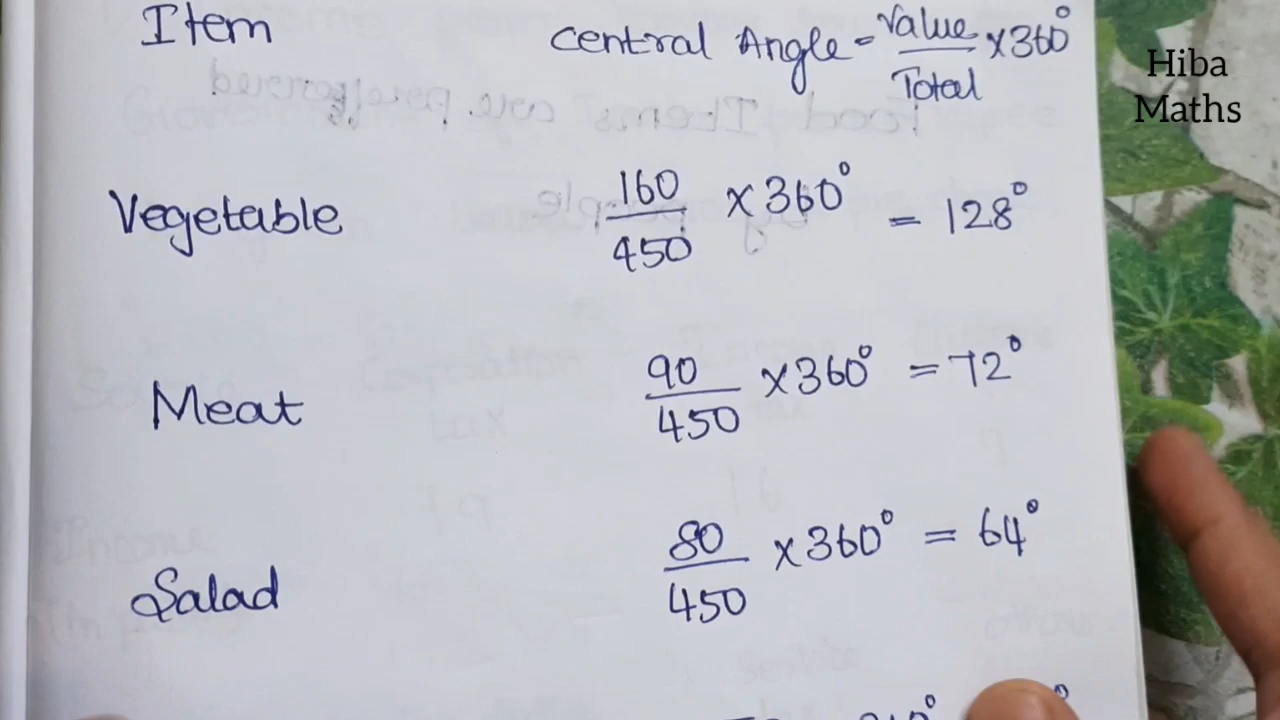 Item Central Angle = Value/Total × 360°
Hiba
Maths
Vegetable 160/450 × 360° = 128°
Meat 90/450 × 360° = 72°
Salad 80/450 × 360° = 64°